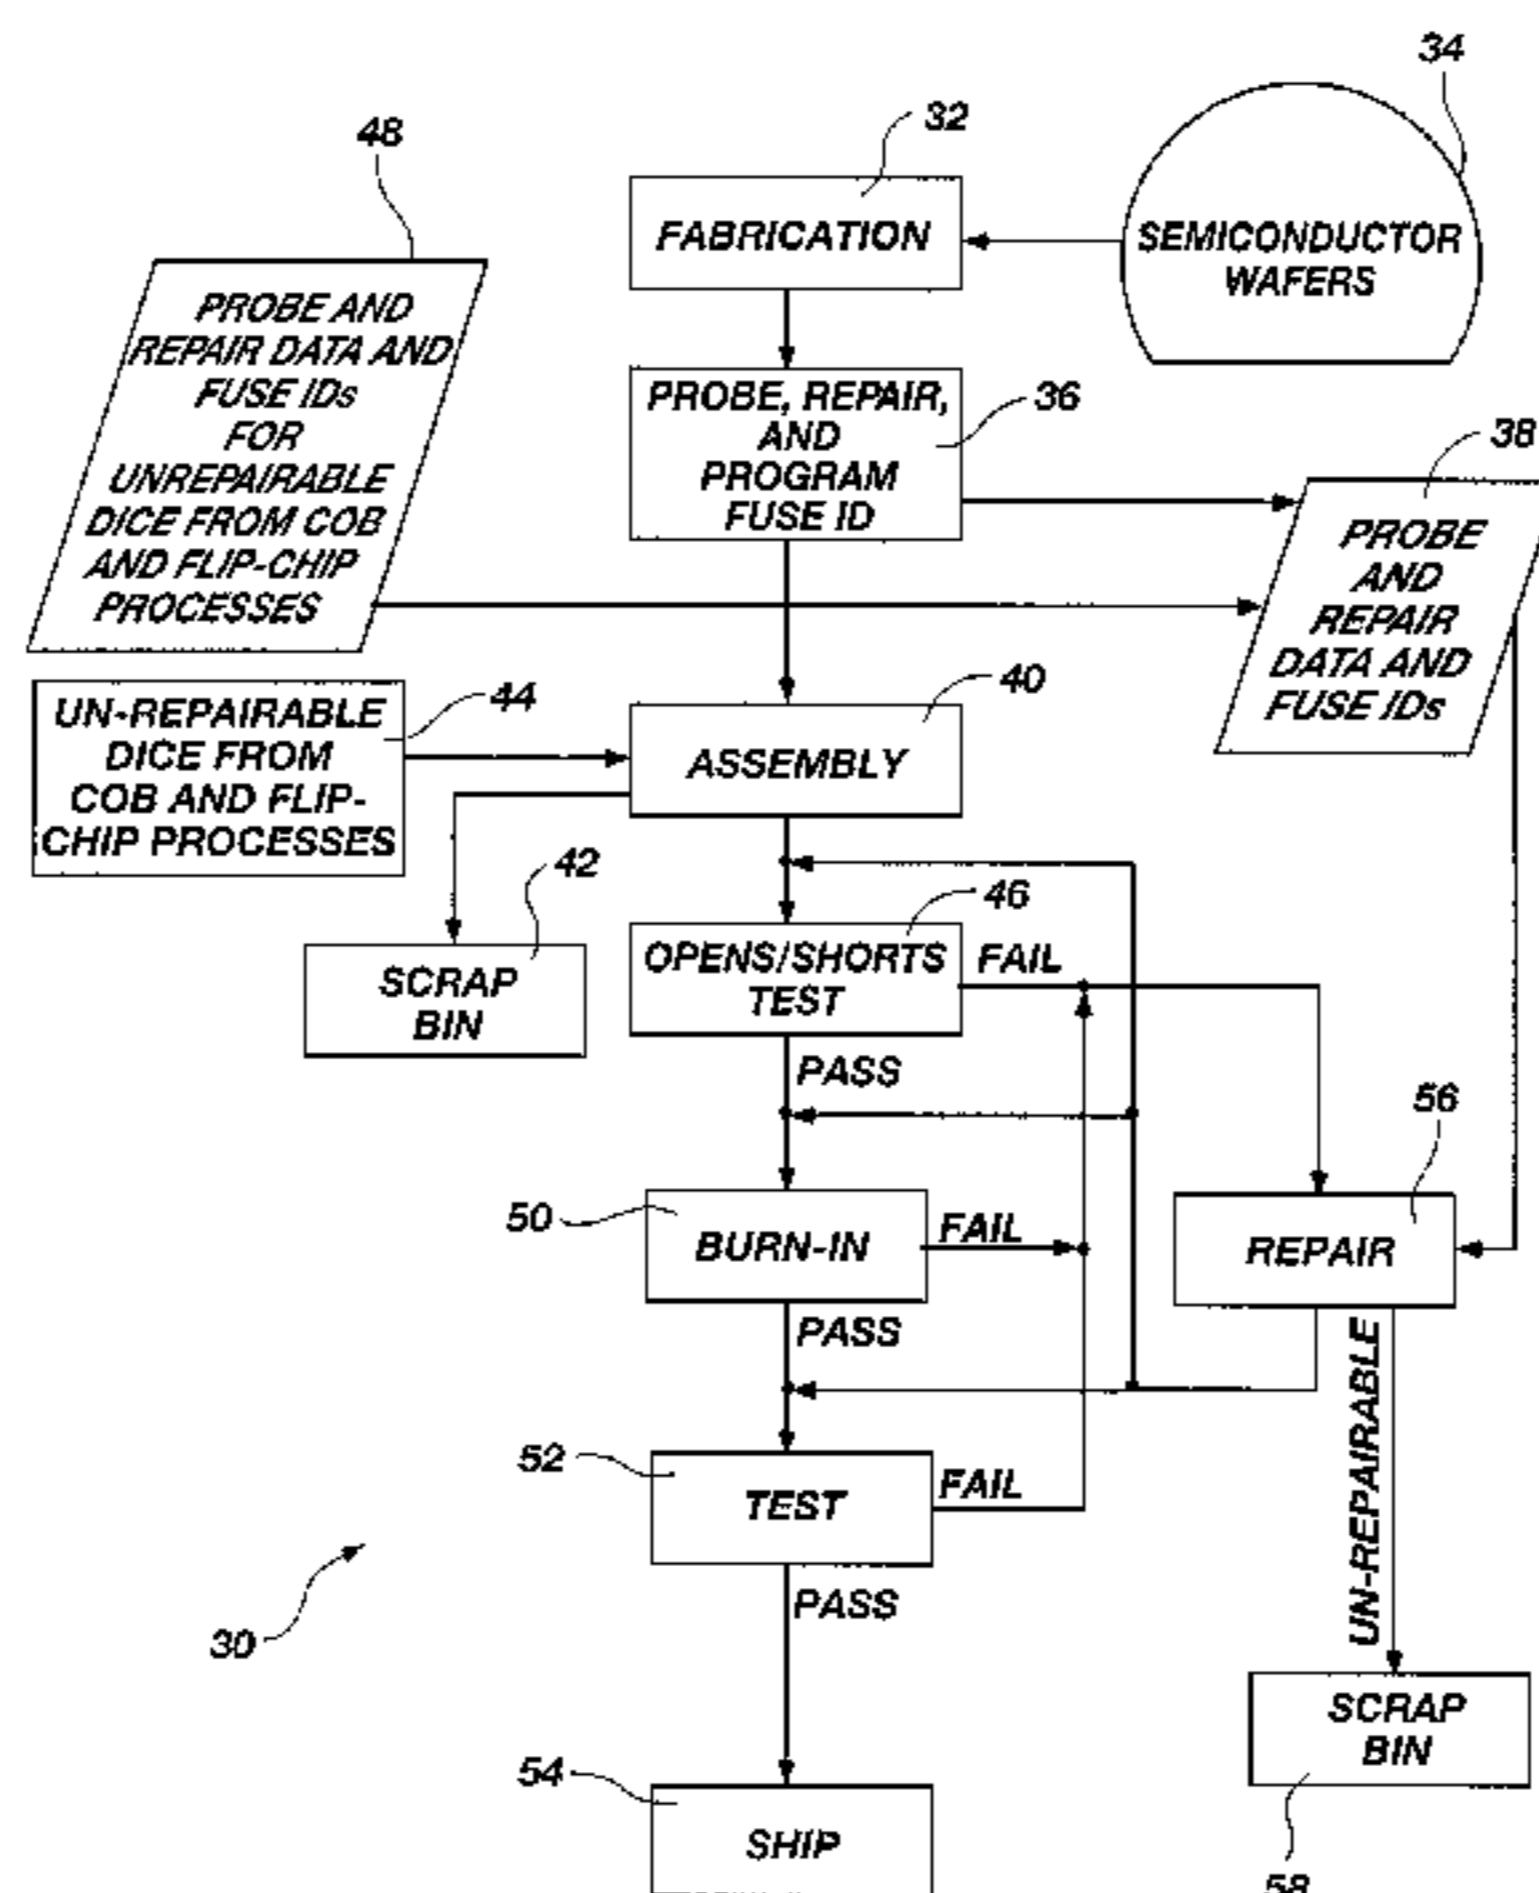 34
32
48
FABRICATION
SEMICONDUCTOR
WAFERS
PROBE AND
REPAIR DATA AND
FUSE IDs
FOR
UNREPAIRABLE
DICE FROM COB
AND FLIP-CHIP
PROCESSES
PROBE, REPAIR,
AND
PROGRAM
FUSE ID
36
38
PROBE
AND
REPAIR
DATA AND
FUSE IDs
UN-REPAIRABLE
DICE FROM
COB AND FLIP-
CHIP PROCESSES
44
40
ASSEMBLY
42
SCRAP
BIN
46
OPENS/SHORTS
TEST
FAIL
PASS
56
50
BURN-IN
FAIL
REPAIR
PASS
UN-REPAIRABLE
52
TEST
FAIL
30
PASS
SCRAP
BIN
54
SHIP
58